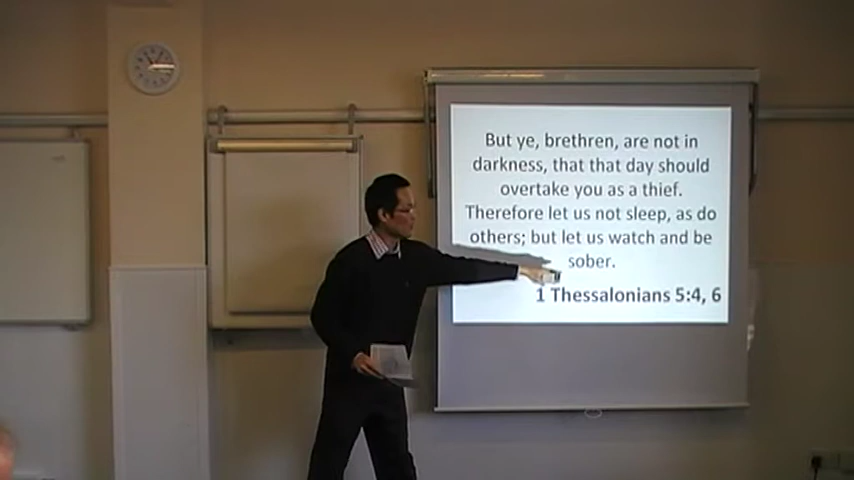 But ye, brethren, are not in
darkness, that that day should
overtake you as a thief.
Therefore let us not sleep, as do
others; but let us watch and be
sober.
1 Thessalonians 5:4, 6